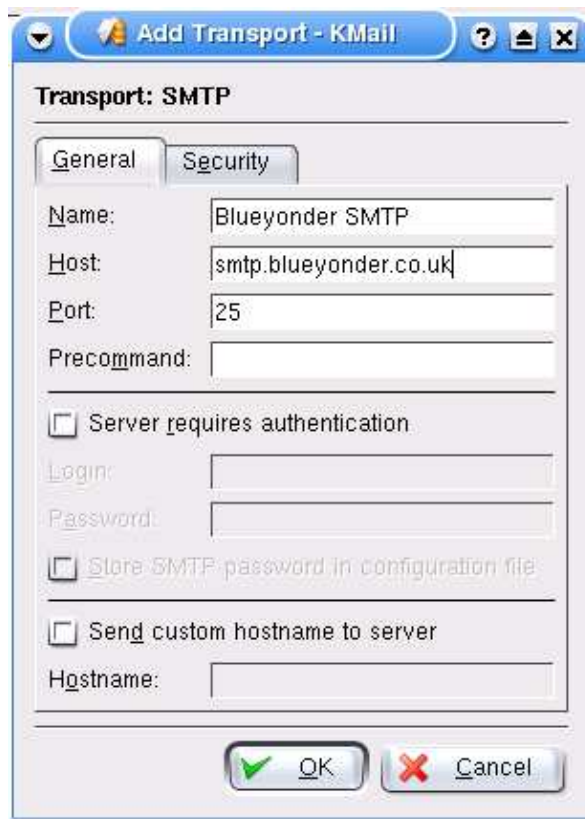 Add Transport - KMail
Transport: SMTP
General Security
Name: Blueyonder SMTP
Host: smtp.blueyonder.co.uk
Port: 25
Precommand:
Server requires authentication
Login:
Password:
Store SMTP password in configuration file
Send custom hostname to server
Hostname:
OK Cancel